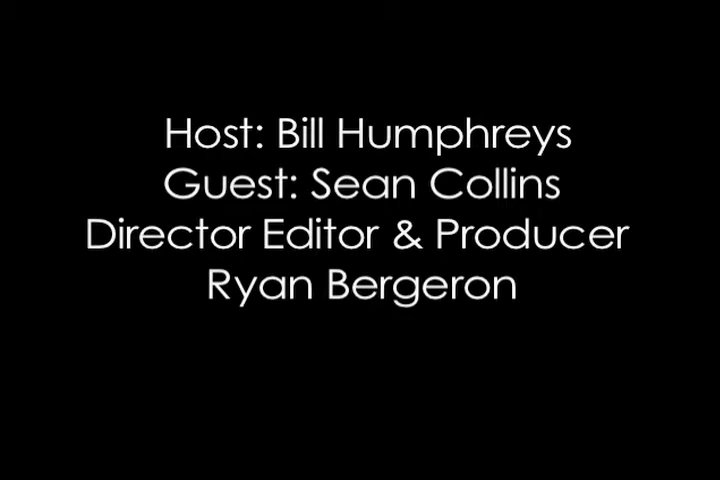 Host: Bill Humphreys
Guest: Sean Collins
Director Editor & Producer
Ryan Bergeron